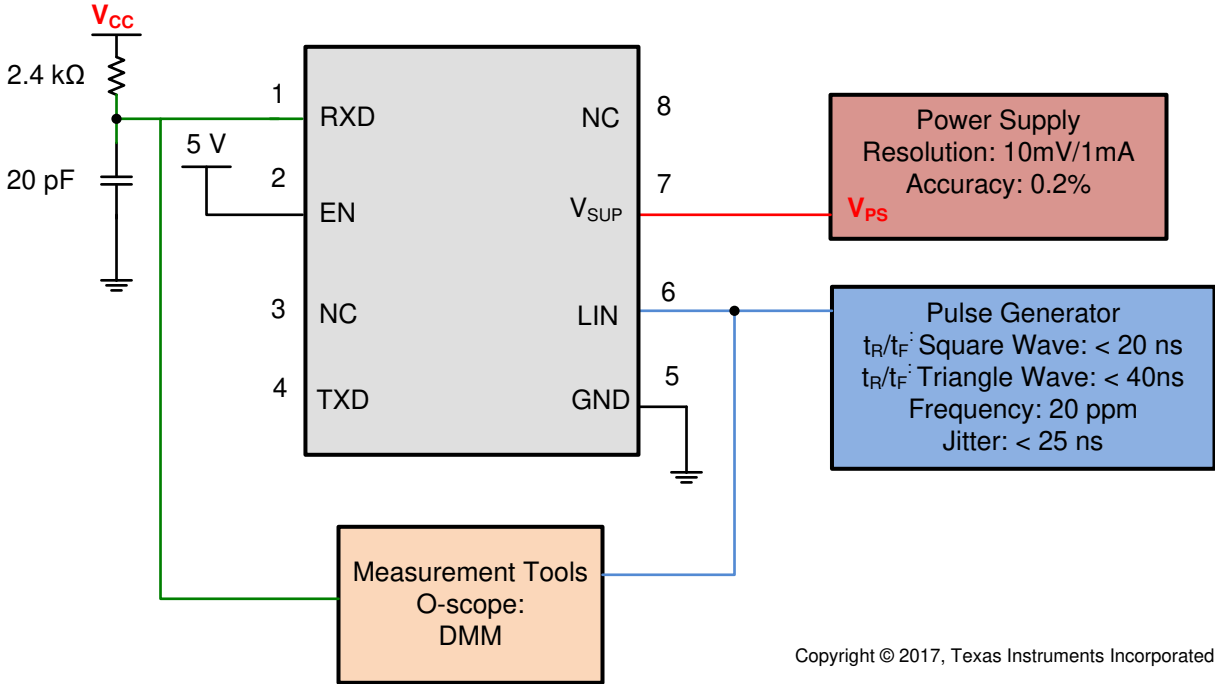 VCC
2.4 kΩ
20 pF
5 V
1
RXD
2
EN
3
NC
4
TXD
NC
8
VSUP
7
LIN
6
GND
5
Power Supply
Resolution: 10mV/1mA
Accuracy: 0.2%
VPS
Pulse Generator
tR/tF: Square Wave: < 20 ns
tR/tF: Triangle Wave: < 40ns
Frequency: 20 ppm
Jitter: < 25 ns
Measurement Tools
O-scope:
DMM
Copyright © 2017, Texas Instruments Incorporated